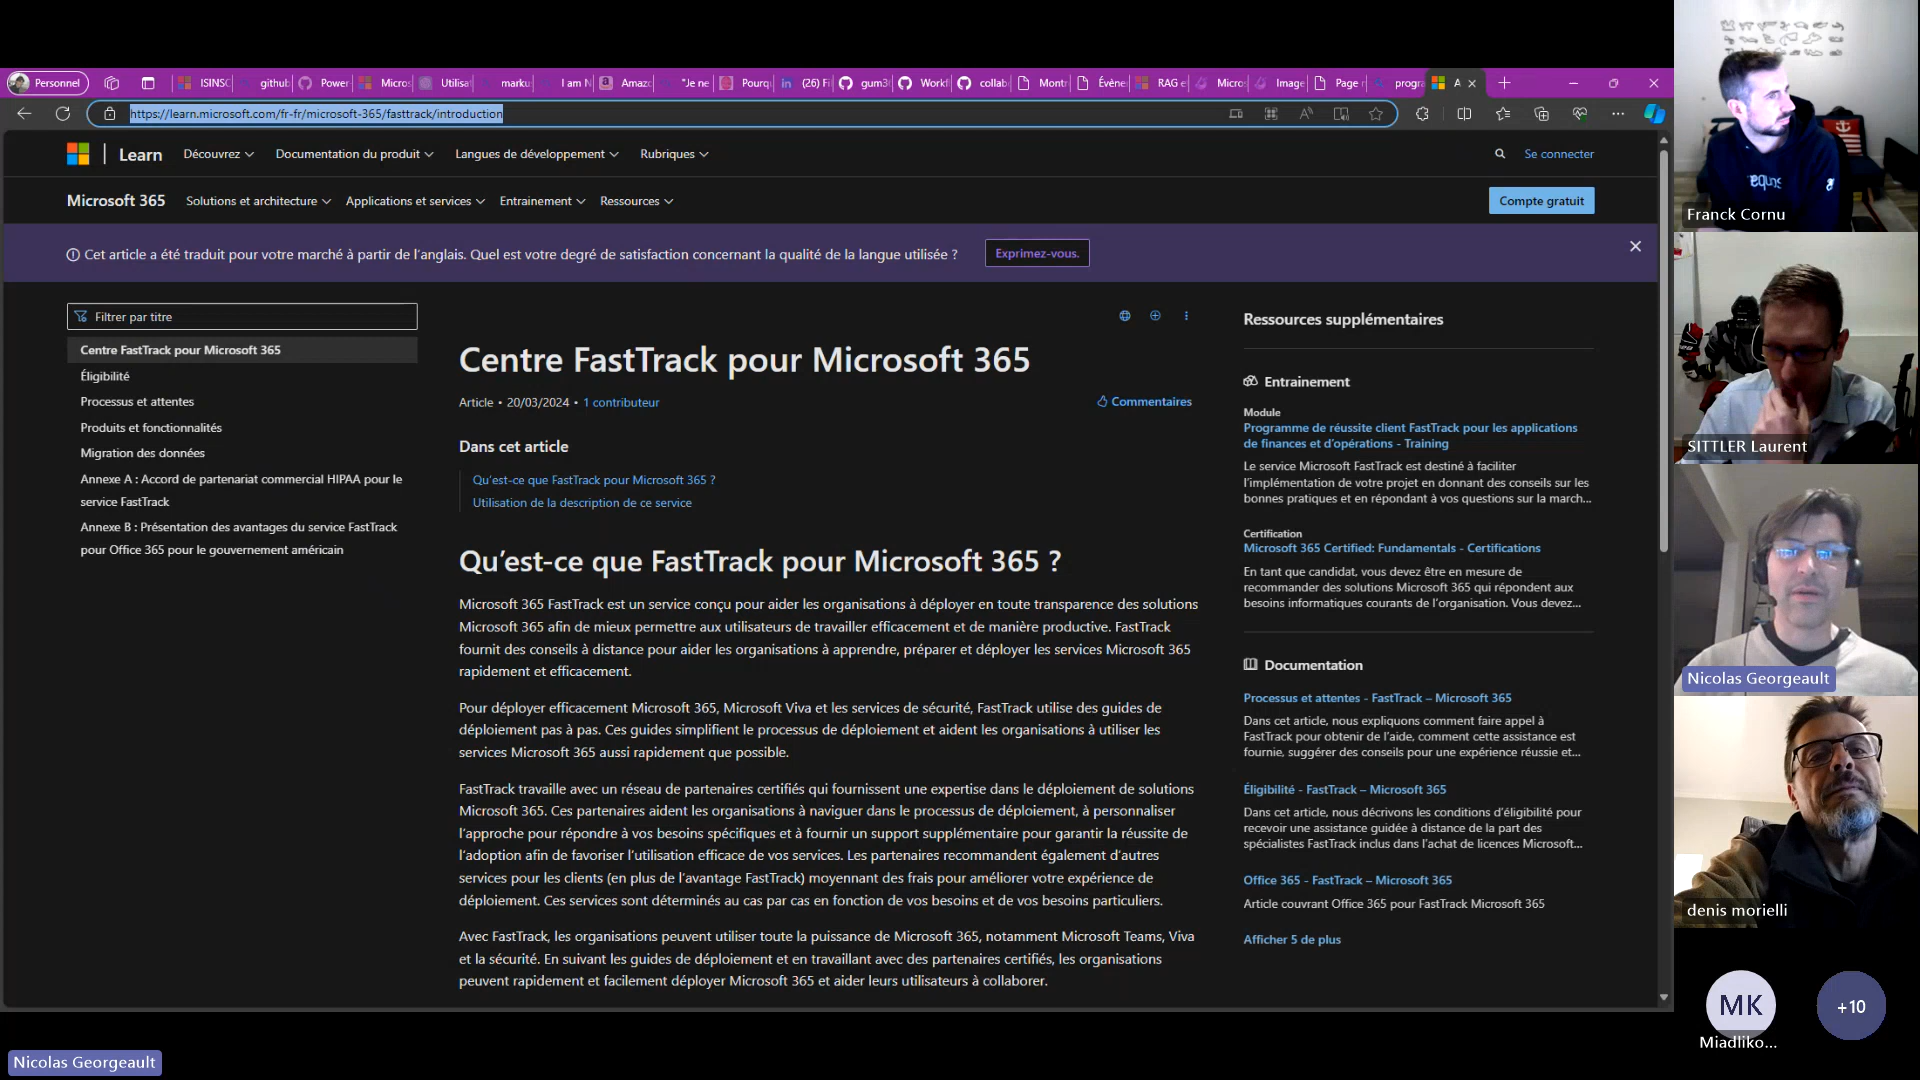 Personnel
ISINSC
github
Power
Micros
Utilisa
marku
I am N
Amazo
"Je ne
Pourqu
(26) Fi
gum3
Workf
collab
Montr
Évène
RAG e
Micros
Image
Page n
progra
A
https://learn.microsoft.com/fr-fr/microsoft-365/fasttrack/introduction
Learn
Découvrez
Documentation du produit
Langues de développement
Rubriques
Se connecter
Microsoft 365
Solutions et architecture
Applications et services
Entrainement
Ressources
Compte gratuit
Cet article a été traduit pour votre marché à partir de l’anglais. Quel est votre degré de satisfaction concernant la qualité de la langue utilisée ?
Exprimez-vous.
Filtrer par titre
Centre FastTrack pour Microsoft 365
Éligibilité
Processus et attentes
Produits et fonctionnalités
Migration des données
Annexe A : Accord de partenariat commercial HIPAA pour le
service FastTrack
Annexe B : Présentation des avantages du service FastTrack
pour Office 365 pour le gouvernement américain
Centre FastTrack pour Microsoft 365
Article • 20/03/2024 • 1 contributeur
Commentaires
Dans cet article
Qu’est-ce que FastTrack pour Microsoft 365 ?
Utilisation de la description de ce service
Qu’est-ce que FastTrack pour Microsoft 365 ?
Microsoft 365 FastTrack est un service conçu pour aider les organisations à déployer en toute transparence des solutions
Microsoft 365 afin de mieux permettre aux utilisateurs de travailler efficacement et de manière productive. FastTrack
fournit des conseils à distance pour aider les organisations à apprendre, préparer et déployer les services Microsoft 365
rapidement et efficacement.
Pour déployer efficacement Microsoft 365, Microsoft Viva et les services de sécurité, FastTrack utilise des guides de
déploiement pas à pas. Ces guides simplifient le processus de déploiement et aident les organisations à utiliser les
services Microsoft 365 aussi rapidement que possible.
FastTrack travaille avec un réseau de partenaires certifiés qui fournissent une expertise dans le déploiement de solutions
Microsoft 365. Ces partenaires aident les organisations à naviguer dans le processus de déploiement, à personnaliser
l’approche pour répondre à vos besoins spécifiques et à fournir un support supplémentaire pour garantir la réussite de
l’adoption afin de favoriser l’utilisation efficace de vos services. Les partenaires recommandent également d’autres
services pour les clients (en plus de l’avantage FastTrack) moyennant des frais pour améliorer votre expérience de
déploiement. Ces services sont déterminés au cas par cas en fonction de vos besoins et de vos besoins particuliers.
Avec FastTrack, les organisations peuvent utiliser toute la puissance de Microsoft 365, notamment Microsoft Teams, Viva
et la sécurité. En suivant les guides de déploiement et en travaillant avec des partenaires certifiés, les organisations
peuvent rapidement et facilement déployer Microsoft 365 et aider leurs utilisateurs à collaborer.
Ressources supplémentaires
Entrainement
Module
Programme de réussite client FastTrack pour les applications
de finances et d’opérations - Training
Le service Microsoft FastTrack est destiné à faciliter
l’implémentation de votre projet en donnant des conseils sur les
bonnes pratiques et en répondant à vos questions sur la march...
Certification
Microsoft 365 Certified: Fundamentals - Certifications
En tant que candidat, vous devez être en mesure de
recommander des solutions Microsoft 365 qui répondent aux
besoins informatiques courants de l’organisation. Vous devez...
Documentation
Processus et attentes - FastTrack – Microsoft 365
Dans cet article, nous expliquons comment faire appel à
FastTrack pour obtenir de l’aide, comment cette assistance est
fournie, suggérer des conseils pour une expérience réussie et...
Éligibilité - FastTrack – Microsoft 365
Dans cet article, nous décrivons les conditions d’éligibilité pour
recevoir une assistance guidée à distance de la part des
spécialistes FastTrack inclus dans l’achat de licences Microsoft...
Office 365 - FastTrack – Microsoft 365
Article couvrant Office 365 pour FastTrack Microsoft 365
Afficher 5 de plus
Franck Cornu
SITTLER Laurent
Nicolas Georgeault
denis morielli
MK
Miadliko...
+10
Nicolas Georgeault